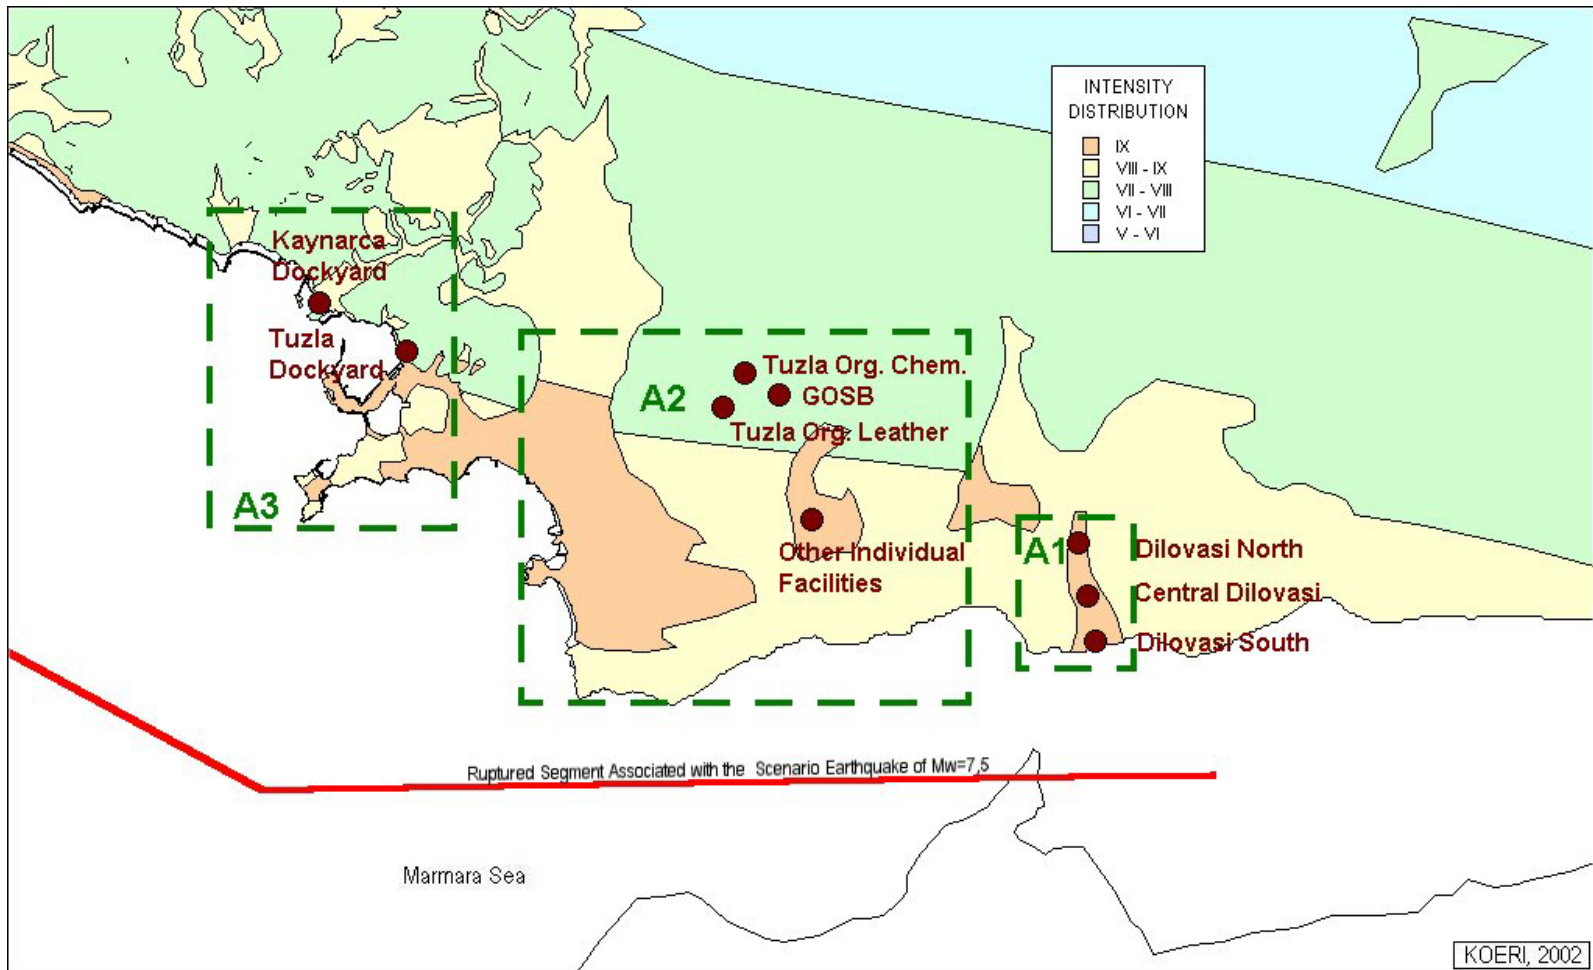 INTENSITY
DISTRIBUTION
IX
VIII - IX
VII - VIII
VI - VII
V - VI
Kaynarca
Dockyard
Tuzla
Dockyard
A3
A2
Tuzla Org. Chem.
GOSB
Tuzla Org. Leather
Other Individual
Facilities
A1
Dilovasi North
Central Dilovasi
Dilovasi South
Ruptured Segment Associated with the Scenario Earthquake of Mw=7,5
Marmara Sea
KOERI, 2002